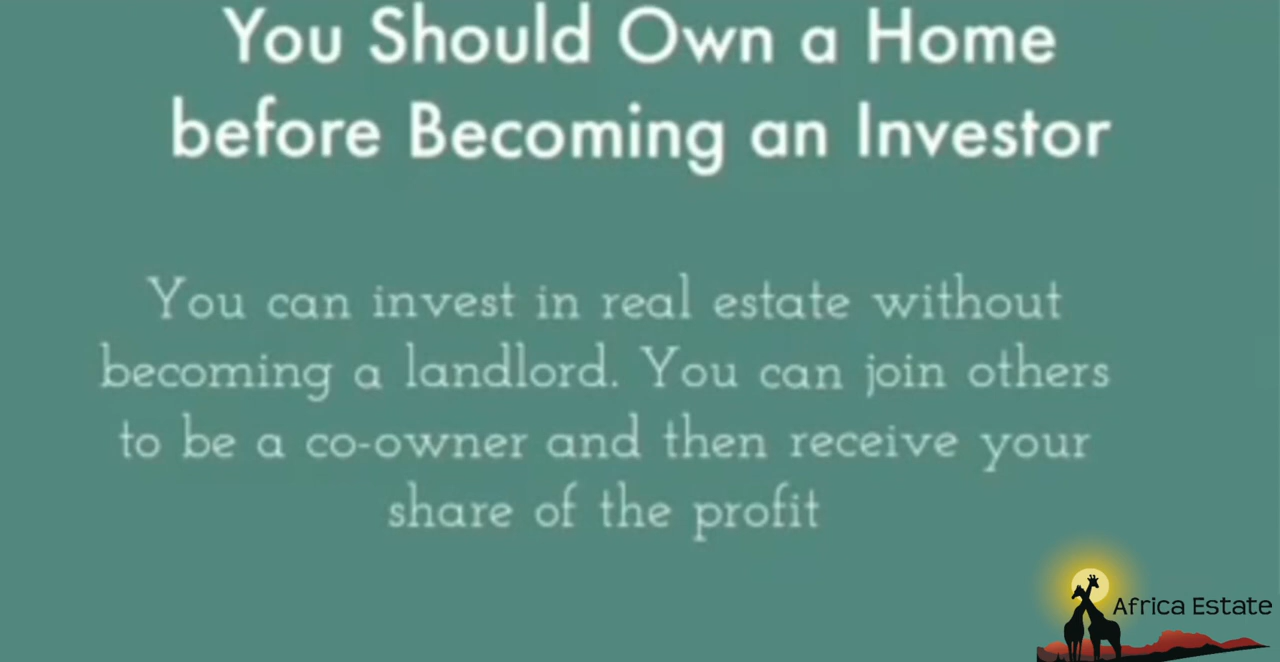 You Should Own a Home
before Becoming an Investor
You can invest in real estate without
becoming a landlord. You can join others
to be a co-owner and then receive your
share of the profit
Africa Estate